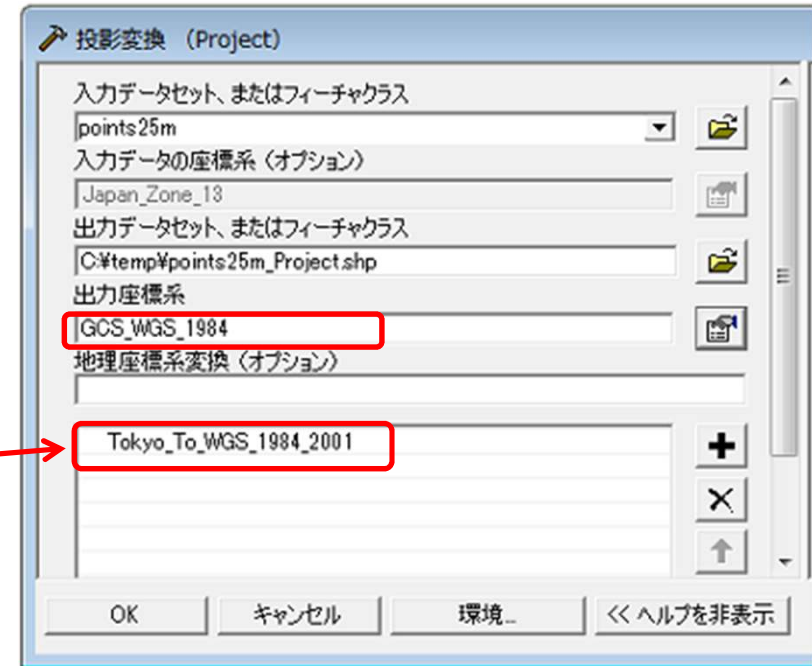 投影変換 （Project）
入力データセット、またはフィーチャクラス
points25m
入力データの座標系 （オプション）
Japan_Zone_13
出力データセット、またはフィーチャクラス
C:¥temp¥points25m_Project.shp
出力座標系
GCS_WGS_1984
地理座標系変換 （オプション）
Tokyo_To_WGS_1984_2001
OK キャンセル 環境... << ヘルプを非表示